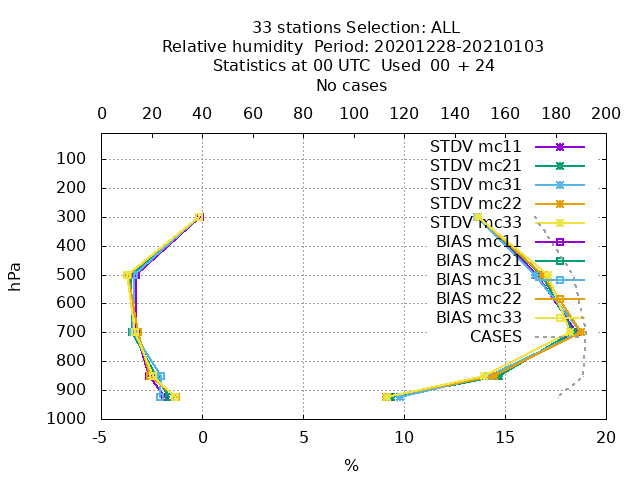 33 stations Selection: ALL
Relative humidity  Period: 20201228-20210103
Statistics at 00 UTC  Used  00 + 24
No cases
0 20 40 60 80 100 120 140 160 180 200
100
200
300
400
500
600
700
800
900
1000
hPa
-5 0 5 10 15 20
%
STDV mc11
STDV mc21
STDV mc31
STDV mc22
STDV mc33
BIAS mc11
BIAS mc21
BIAS mc31
BIAS mc22
BIAS mc33
CASES